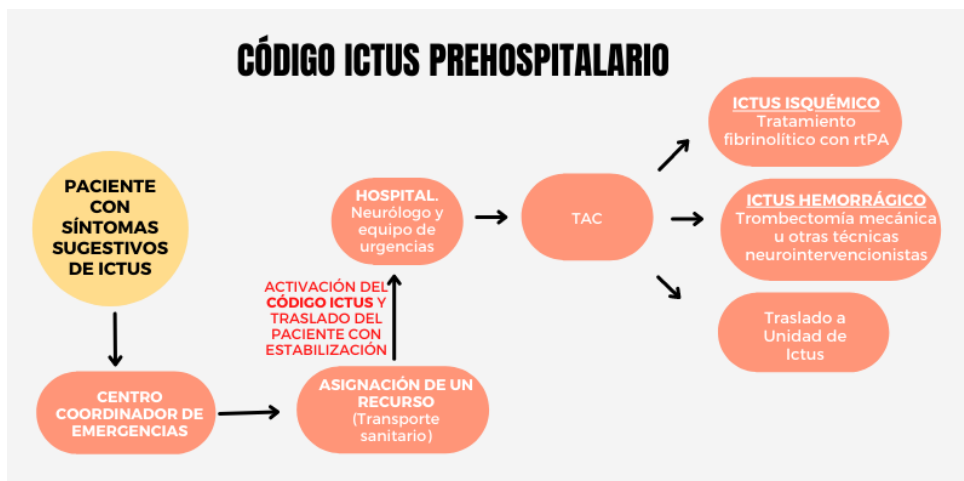 CÓDIGO ICTUS PREHOSPITALARIO
PACIENTE
CON
SÍNTOMAS
SUGESTIVOS
DE ICTUS
CENTRO
COORDINADOR DE
EMERGENCIAS
ASIGNACIÓN DE UN
RECURSO
(Transporte
sanitario)
ACTIVACIÓN DEL
CÓDIGO ICTUS Y
TRASLADO DEL
PACIENTE CON
ESTABILIZACIÓN
HOSPITAL.
Neurólogo y
equipo de
urgencias
TAC
ICTUS ISQUÉMICO
Tratamiento
fibrinolítico con rtPA
ICTUS HEMORRÁGICO
Trombectomía mecánica
u otras técnicas
neurointervencionistas
Traslado a
Unidad de
Ictus